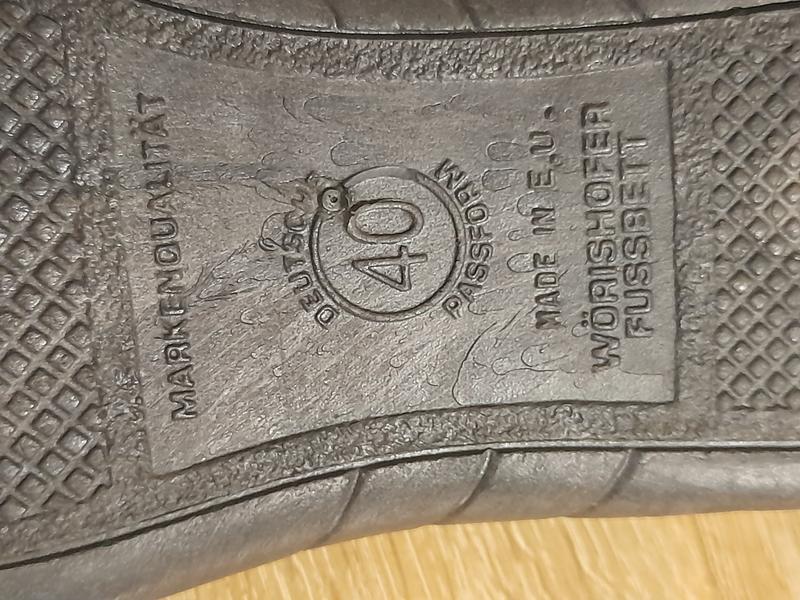 MARKENQUALITÄT
40
PASSFORM
MADE IN E.U.
WÖRISHOFER
FUSSBETT